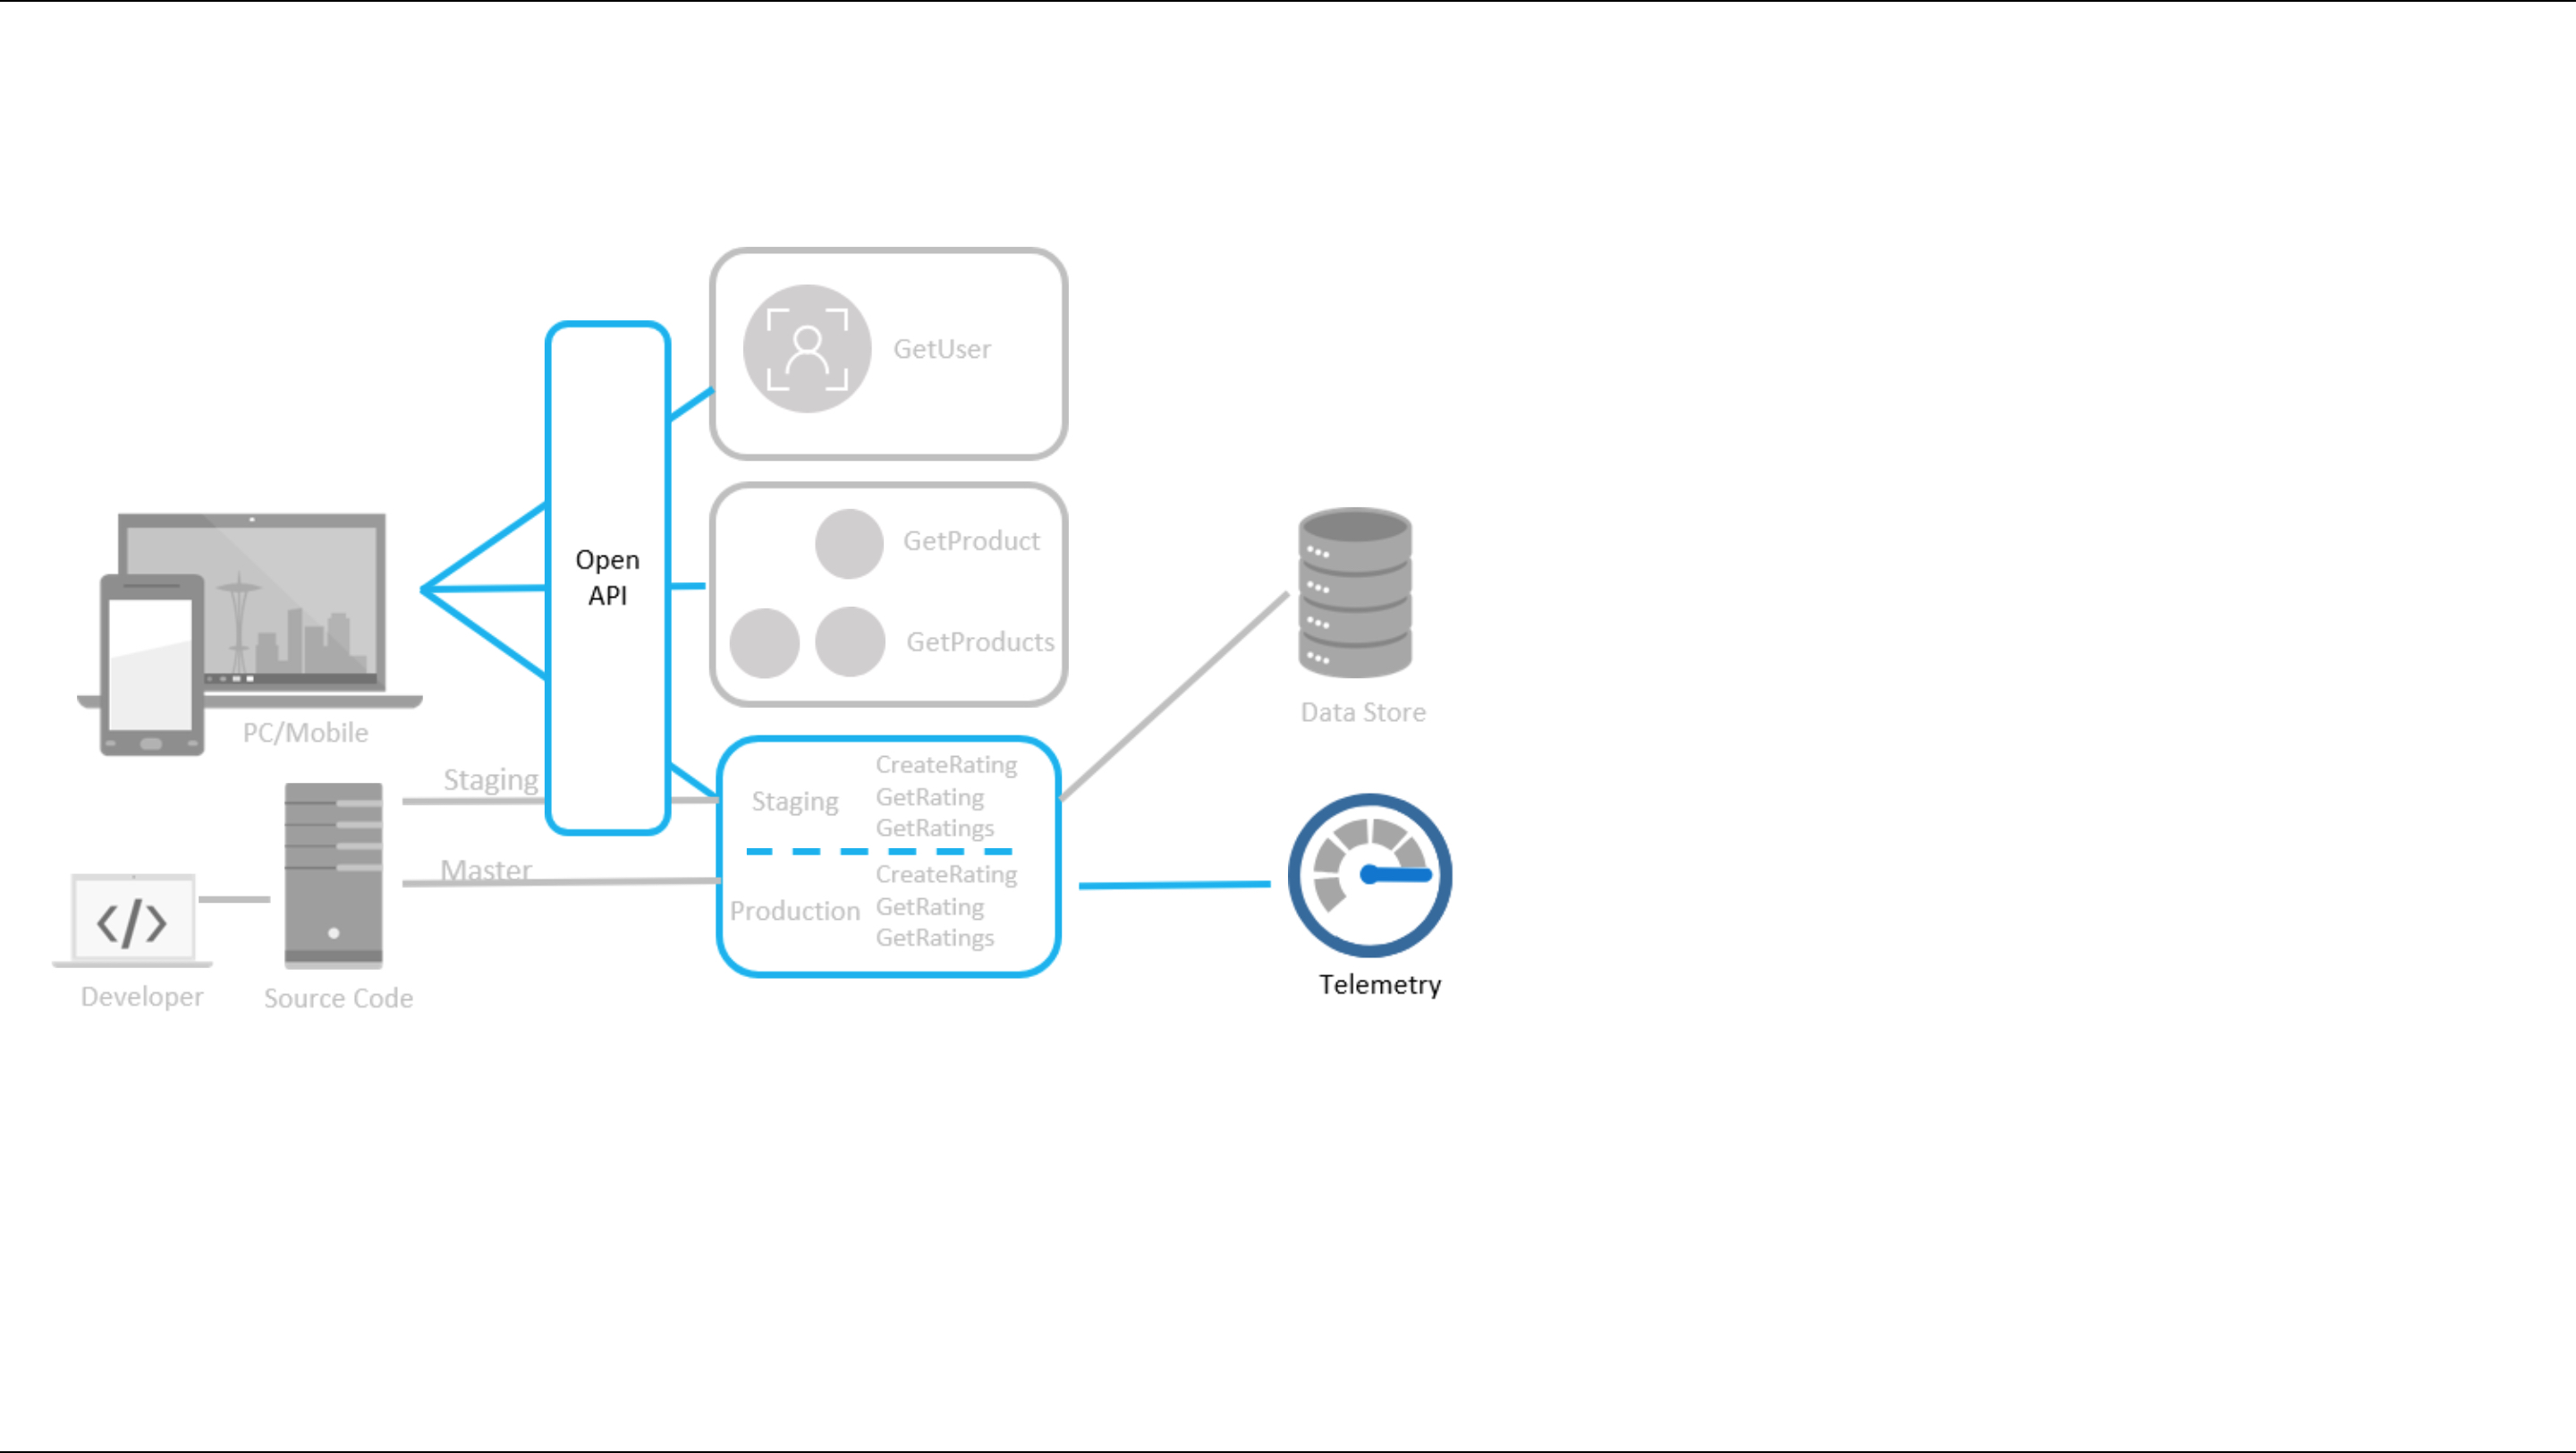 GetUser
Open
API
GetProduct
GetProducts
PC/Mobile
Data Store
Staging
Staging
CreateRating
GetRating
GetRatings
Master
Production
CreateRating
GetRating
GetRatings
</>
Developer
Source Code
Telemetry